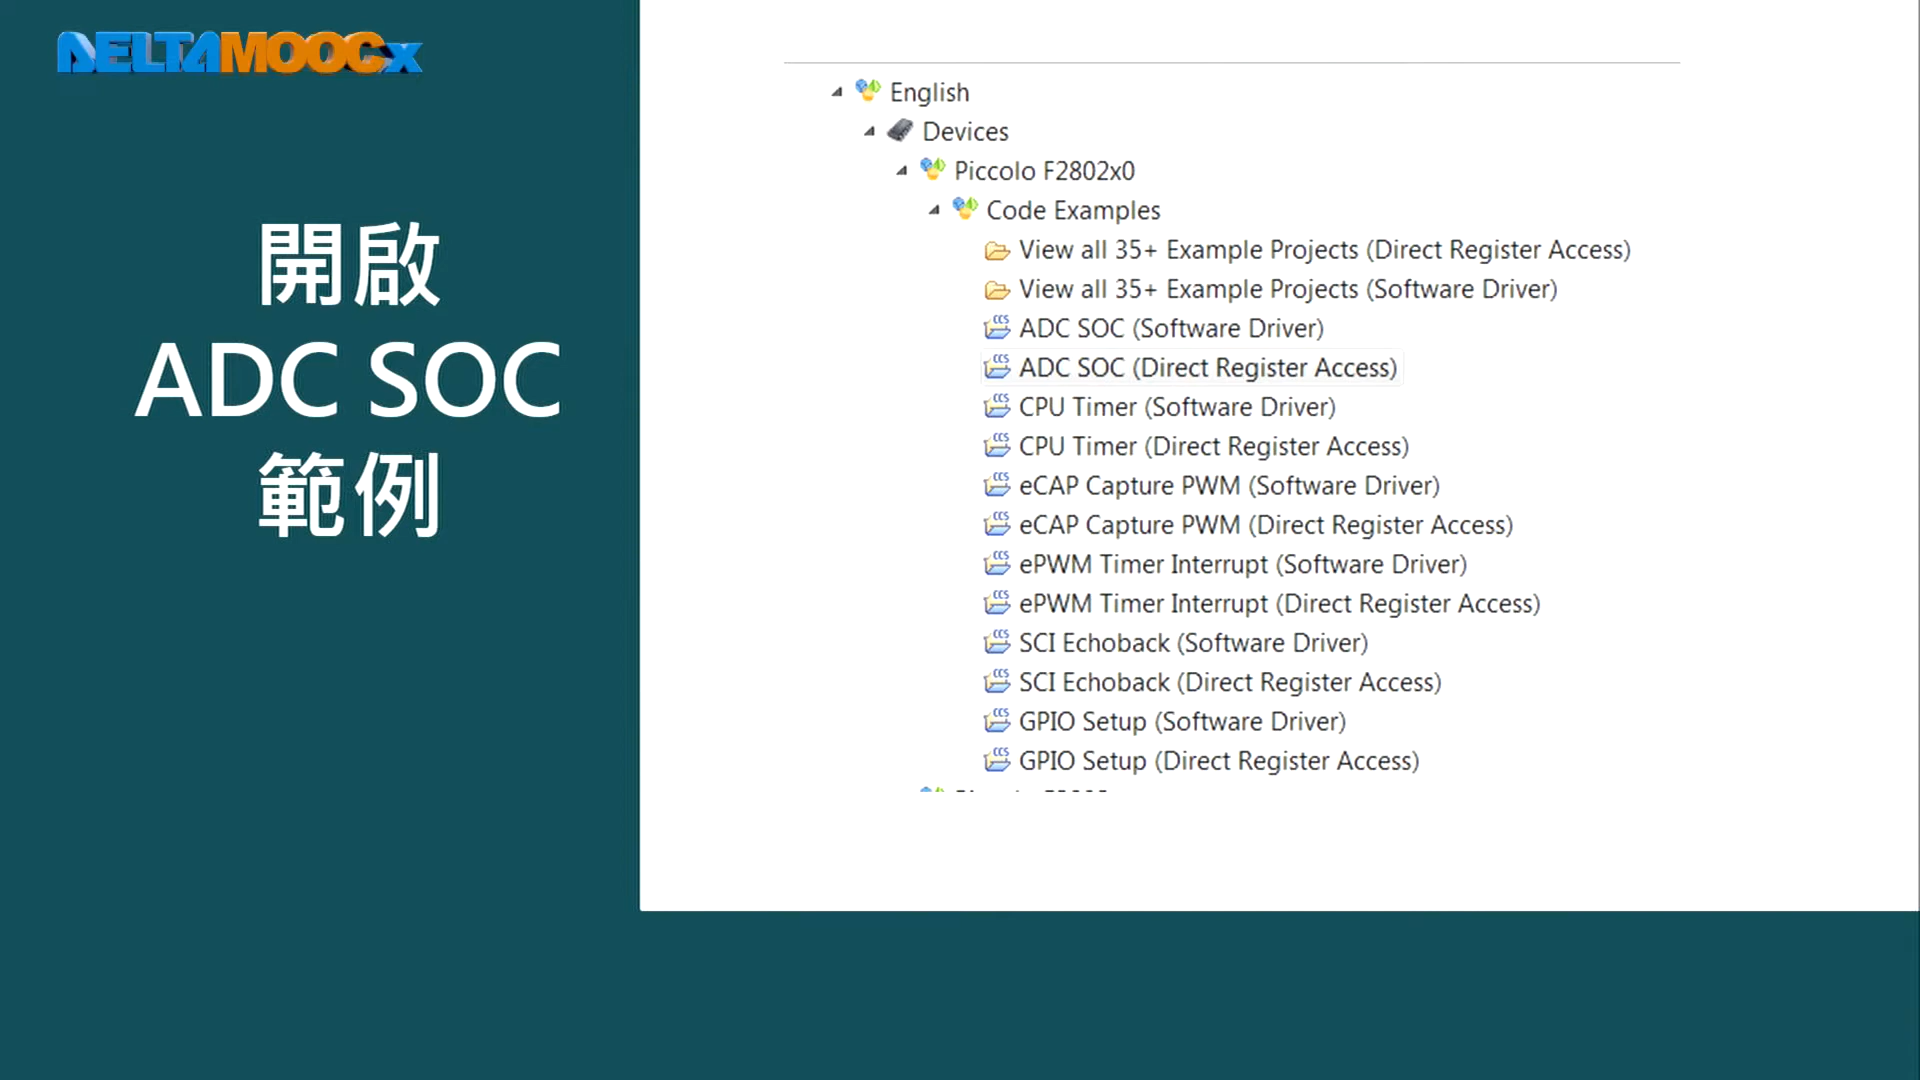 DELTAMOOCx
開啟
ADC SOC
範例
English
Devices
Piccolo F2802x0
Code Examples
View all 35+ Example Projects (Direct Register Access)
View all 35+ Example Projects (Software Driver)
ADC SOC (Software Driver)
ADC SOC (Direct Register Access)
CPU Timer (Software Driver)
CPU Timer (Direct Register Access)
eCAP Capture PWM (Software Driver)
eCAP Capture PWM (Direct Register Access)
ePWM Timer Interrupt (Software Driver)
ePWM Timer Interrupt (Direct Register Access)
SCI Echoback (Software Driver)
SCI Echoback (Direct Register Access)
GPIO Setup (Software Driver)
GPIO Setup (Direct Register Access)